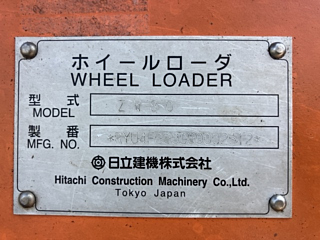 ホイールローダ
WHEEL LOADER
型 式
MODEL
製 番
MFG. NO.
日立建機株式会社
Hitachi Construction Machinery Co.,Ltd.
Tokyo Japan